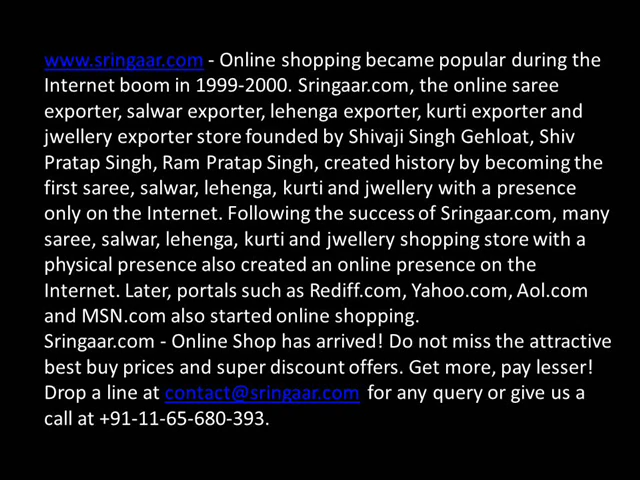 www.sringaar.com - Online shopping became popular during the
Internet boom in 1999-2000. Sringaar.com, the online saree
exporter, salwar exporter, lehenga exporter, kurti exporter and
jwellery exporter store founded by Shivaji Singh Gehloat, Shiv
Pratap Singh, Ram Pratap Singh, created history by becoming the
first saree, salwar, lehenga, kurti and jwellery with a presence
only on the Internet. Following the success of Sringaar.com, many
saree, salwar, lehenga, kurti and jwellery shopping store with a
physical presence also created an online presence on the
Internet. Later, portals such as Rediff.com, Yahoo.com, Aol.com
and MSN.com also started online shopping.
Sringaar.com - Online Shop has arrived! Do not miss the attractive
best buy prices and super discount offers. Get more, pay lesser!
Drop a line at contact@sringaar.com for any query or give us a
call at +91-11-65-680-393.